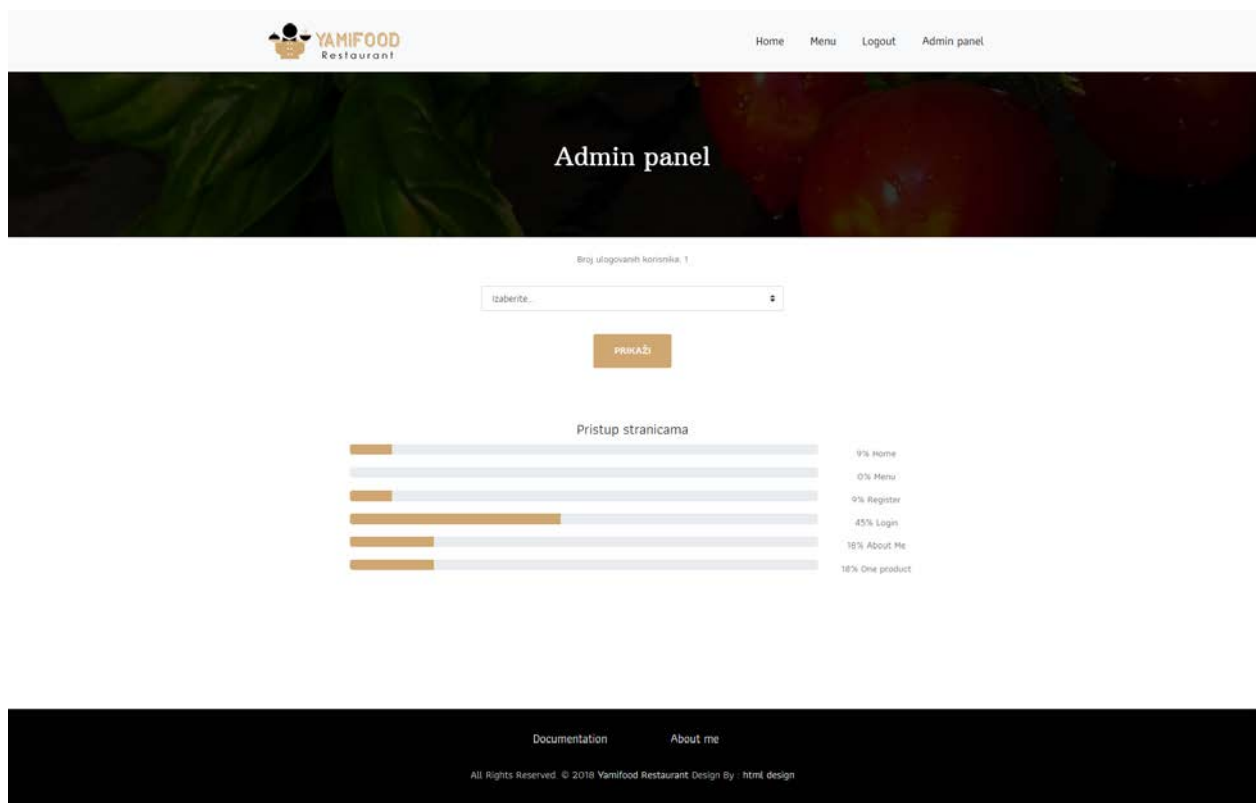 YAMIFOOD
Restaurant
Home Menu Logout Admin panel
Admin panel
Broj ulogovanih korisnika: 1
Izaberite...
PRIKAŽI
Pristup stranicama
9% Home
0% Menu
9% Register
45% Login
18% About Me
18% One product
Documentation About me
All Rights Reserved. © 2018 Yamifood Restaurant Design By : html design